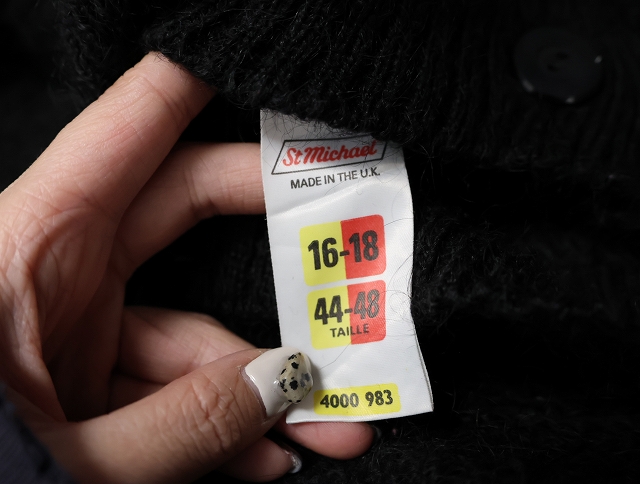 St Michael
MADE IN THE U.K.
16-18
44-48
TAILLE
4000 983